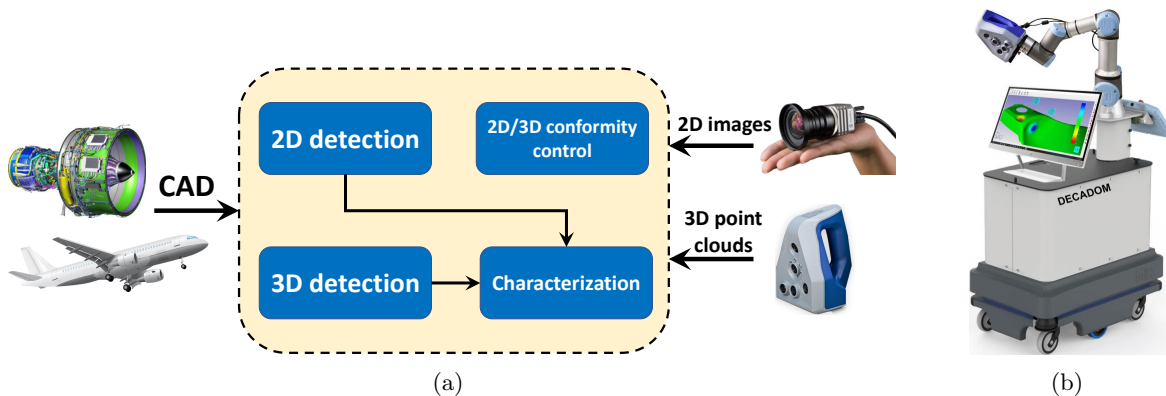 2D detection
2D/3D conformity
control
2D images
CAD
3D point
clouds
3D detection
Characterization
DECADOM
(a)
(b)